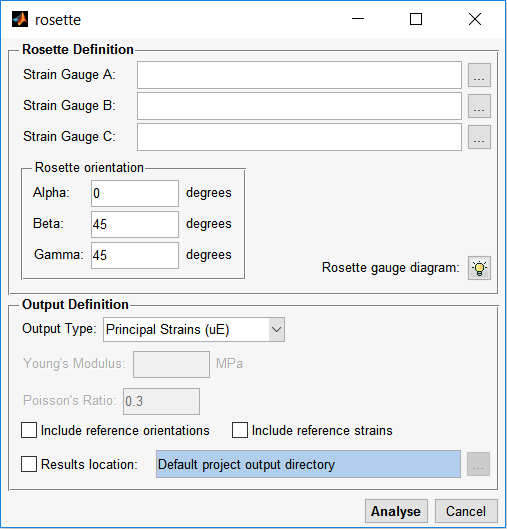 rosette
Rosette Definition
Strain Gauge A: ...
Strain Gauge B: ...
Strain Gauge C: ...
Rosette orientation
Alpha: 0 degrees
Beta: 45 degrees
Gamma: 45 degrees
Rosette gauge diagram:
Output Definition
Output Type: Principal Strains (uE)
Young's Modulus: MPa
Poisson's Ratio: 0.3
Include reference orientations Include reference strains
Results location: Default project output directory ...
Analyse Cancel